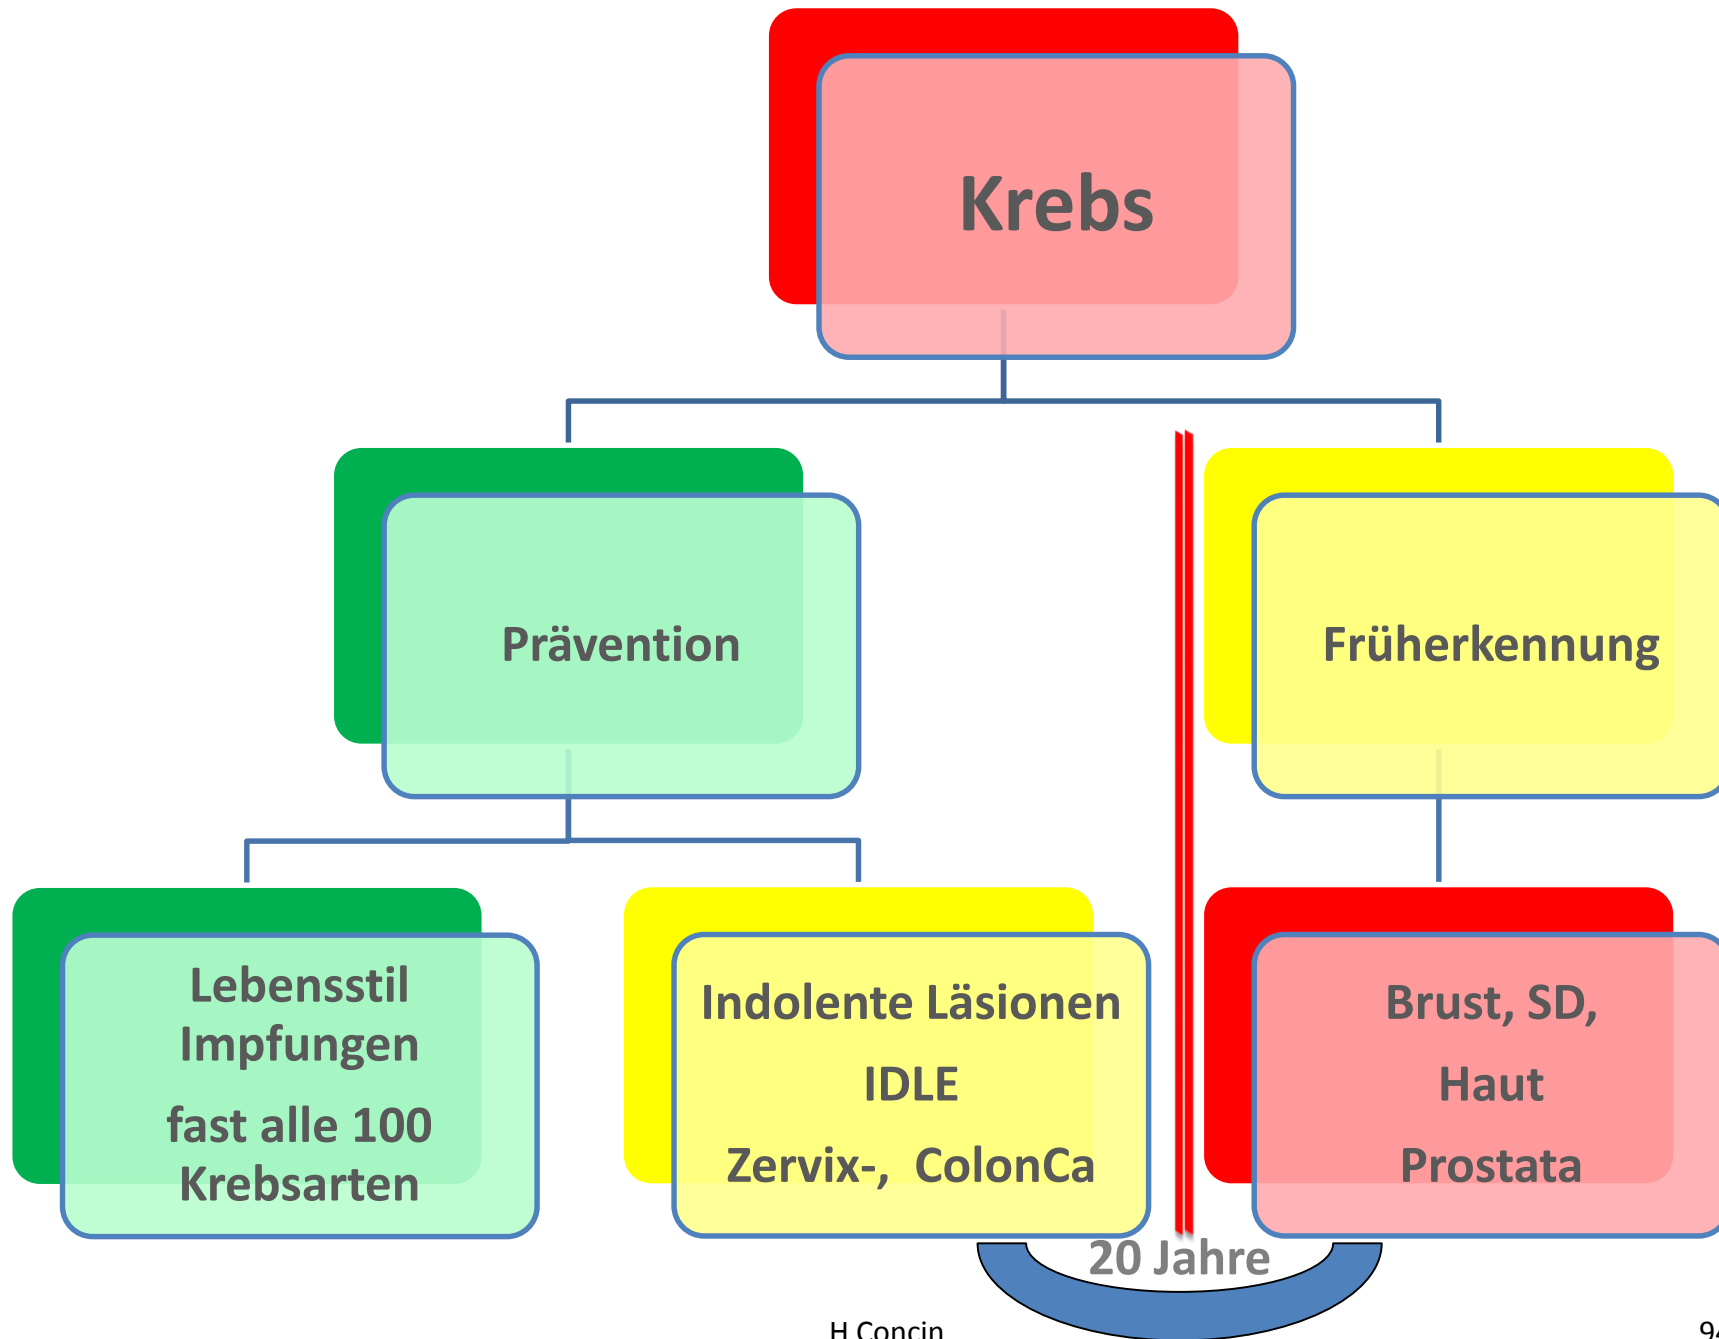 Krebs
Prävention
Früherkennung
Lebensstil
Impfungen
fast alle 100
Krebsarten
Indolente Läsionen
IDLE
Zervix-, ColonCa
Brust, SD,
Haut
Prostata
20 Jahre
H Concin